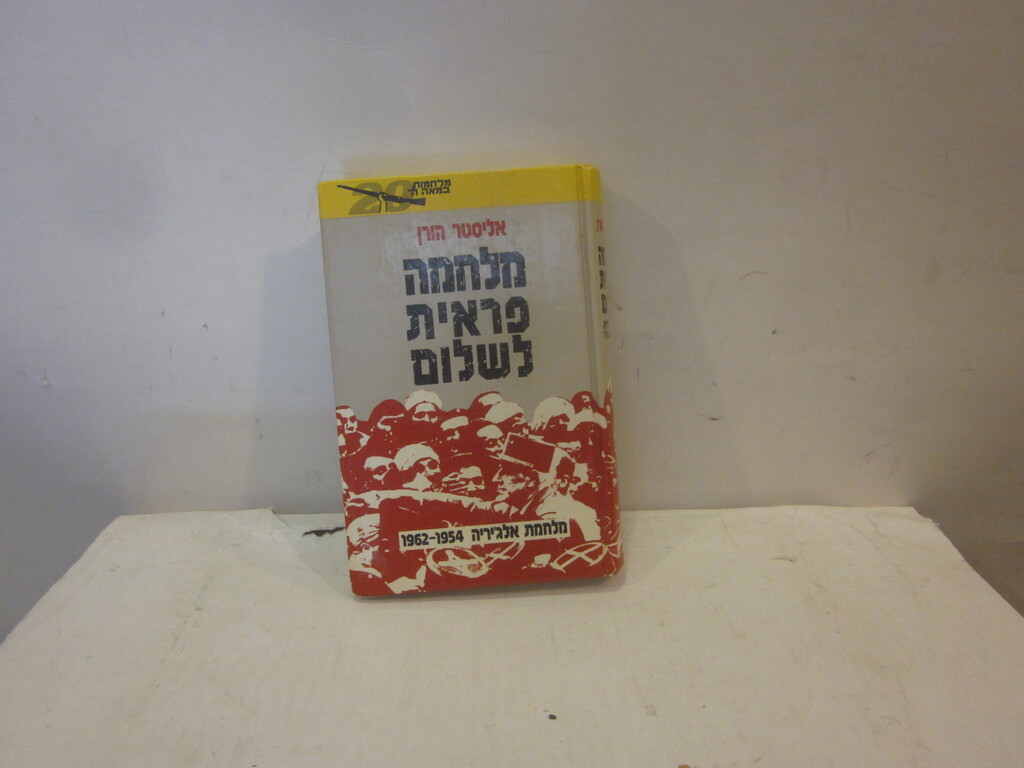 מלחמות
במאה ה-
20
אליסטר הורן
מלחמה
פראית
לשלום
מלחמת אלג'יריה 1954-1962